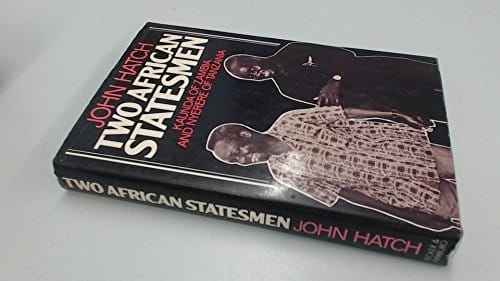 JOHN HATCH
TWO AFRICAN
STATESMEN
KAUNDA OF ZAMBIA
AND NYERERE OF TANZANIA
TWO AFRICAN STATESMEN JOHN HATCH